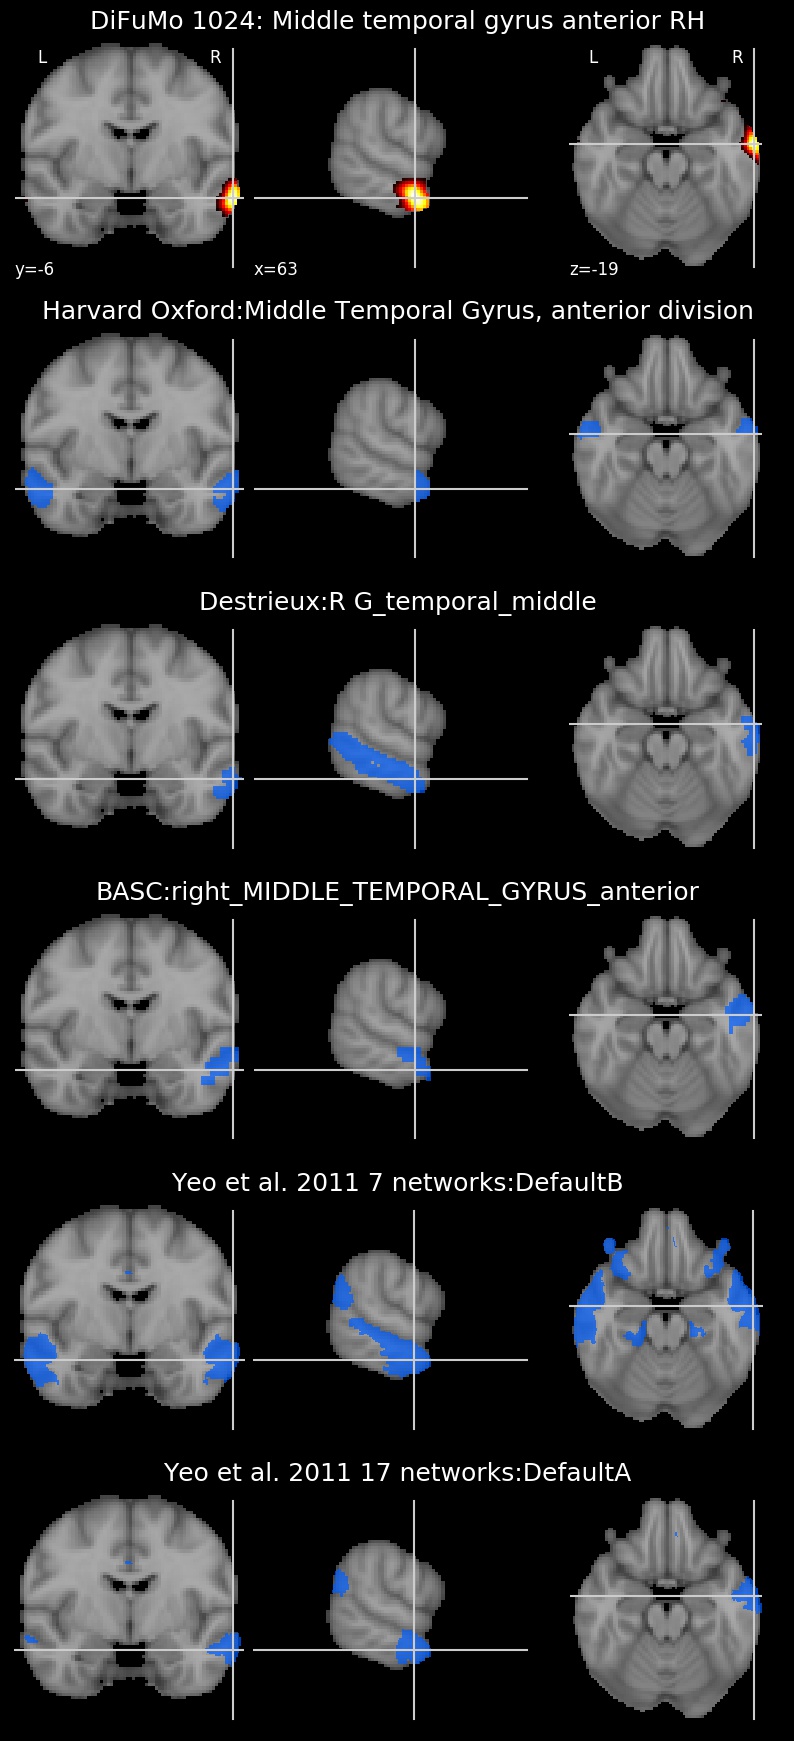 DiFuMo 1024: Middle temporal gyrus anterior RH
L R L R
y=-6 x=63 z=-19
Harvard Oxford:Middle Temporal Gyrus, anterior division
Destrieux:R G_temporal_middle
BASC:right_MIDDLE_TEMPORAL_GYRUS_anterior
Yeo et al. 2011 7 networks:DefaultB
Yeo et al. 2011 17 networks:DefaultA